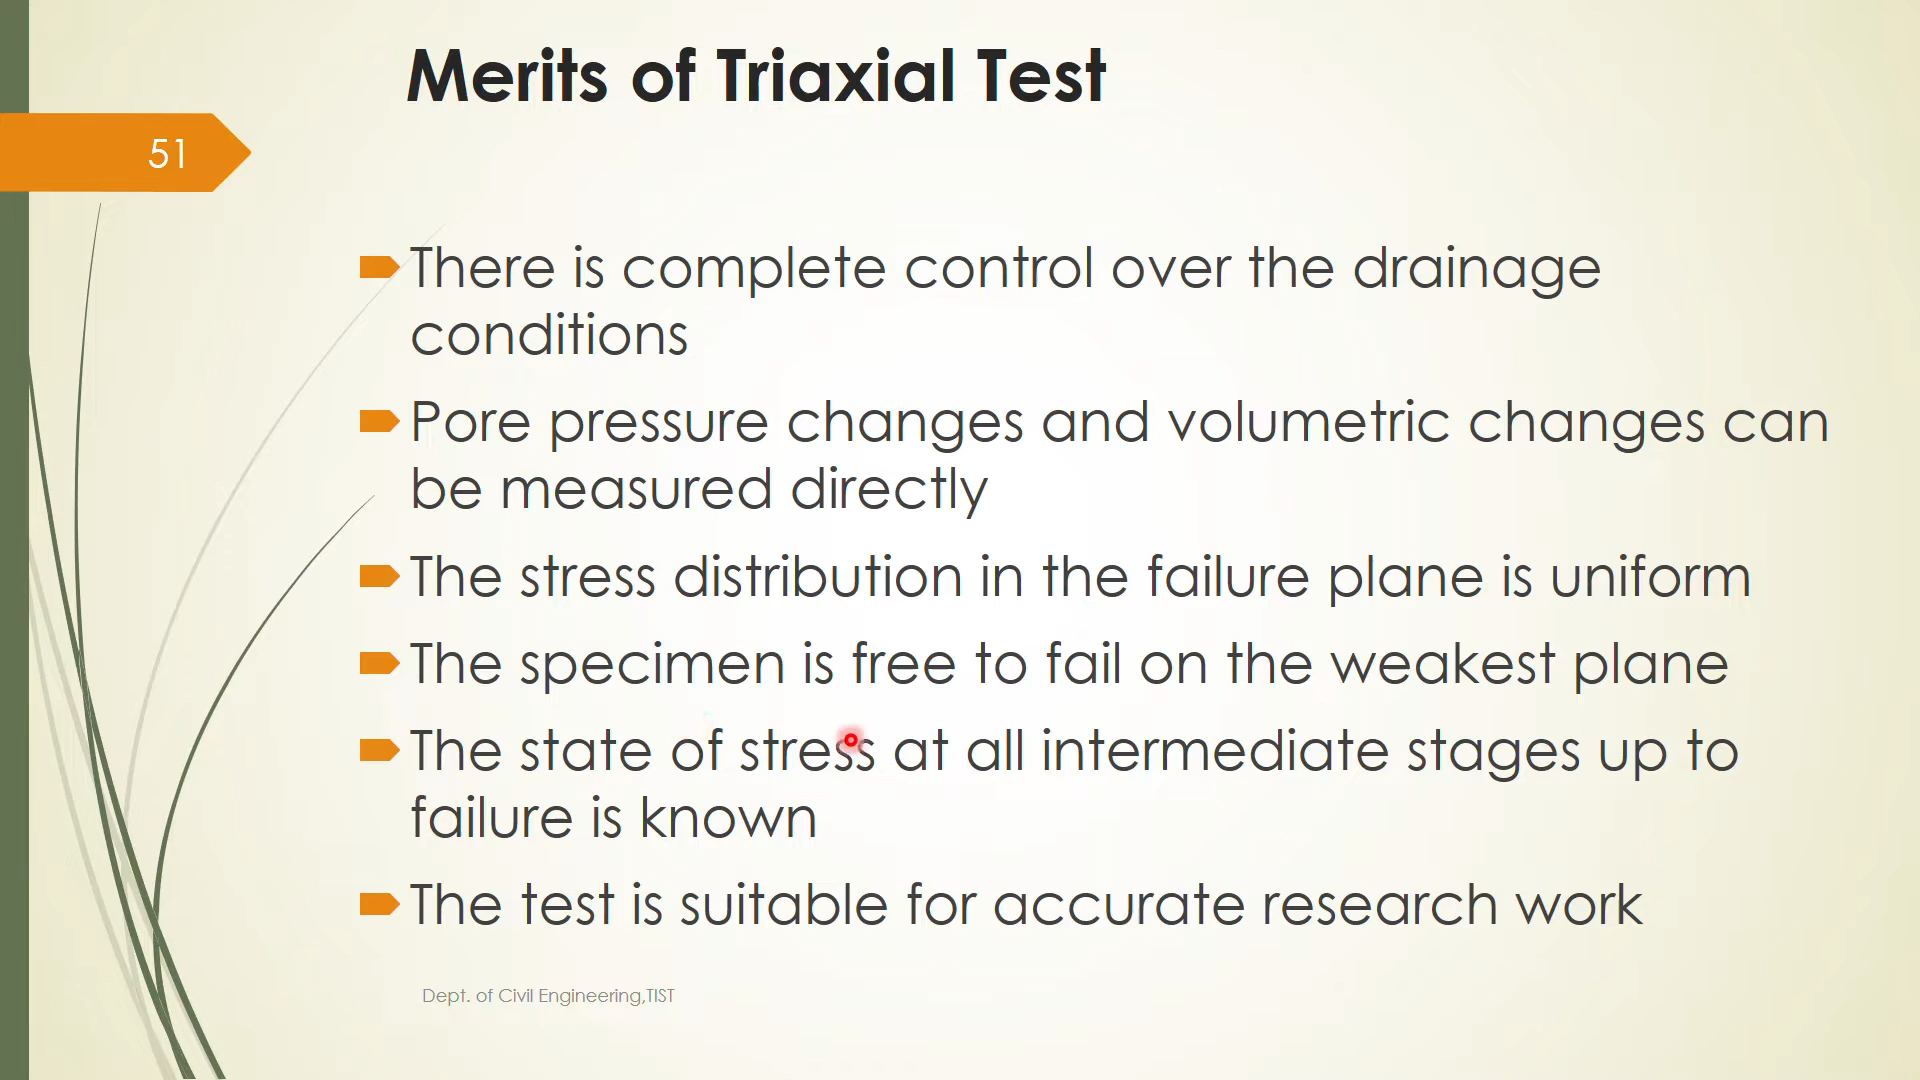 Merits of Triaxial Test
51
There is complete control over the drainage
conditions
Pore pressure changes and volumetric changes can
be measured directly
The stress distribution in the failure plane is uniform
The specimen is free to fail on the weakest plane
The state of stress at all intermediate stages up to
failure is known
The test is suitable for accurate research work
Dept. of Civil Engineering,TIST